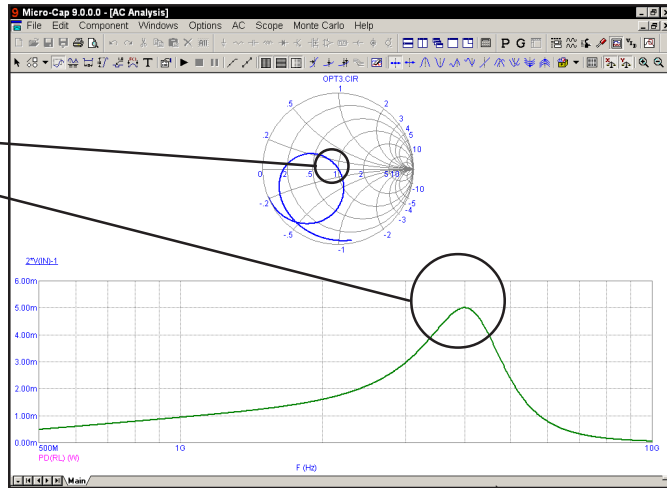 9 Micro-Cap 9.0.0.0 - [AC Analysis]
File Edit Component Windows Options AC Scope Monte Carlo Help
P G
T
OPT3.CIR
1
.5 2
3
4
.2 5
10
0 .2 .5 1 2 5 10
-10
-.2 -5
-4
-3
-.5 -2
-1
2*V(IN)-1
6.00m
5.00m
4.00m
3.00m
2.00m
1.00m
0.00m
500M 1G 10G
PD(RL) (W)
F (Hz)
Main